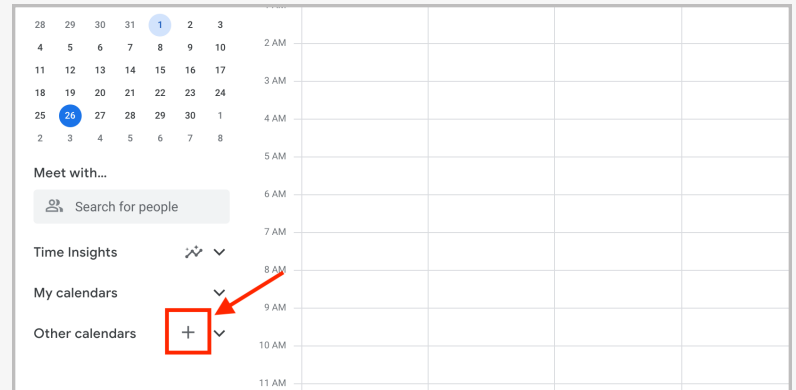 28 29 30 31 1 2 3
4 5 6 7 8 9 10
11 12 13 14 15 16 17
18 19 20 21 22 23 24
25 26 27 28 29 30 1
2 3 4 5 6 7 8
Meet with...
Search for people
Time Insights
My calendars
Other calendars
2 AM
3 AM
4 AM
5 AM
6 AM
7 AM
8 AM
9 AM
10 AM
11 AM